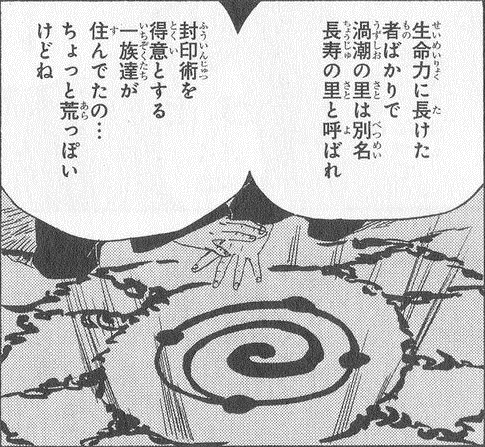 生命力に長けた
者ばかりで
渦潮の里は別名
長寿の里と呼ばれ
封印術を
得意とする
一族達が
住んでたの…
ちょっと荒っぽい
けどね